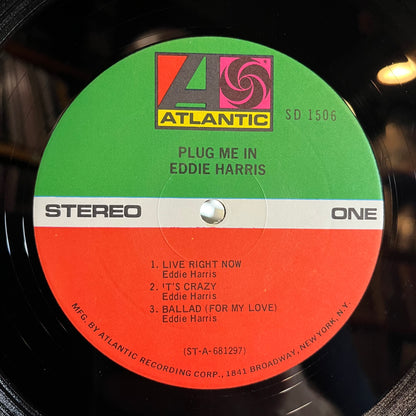 ATLANTIC
SD 1506
PLUG ME IN
EDDIE HARRIS
STEREO ONE
1. LIVE RIGHT NOW
Eddie Harris
2. IT'S CRAZY
Eddie Harris
3. BALLAD (FOR MY LOVE)
Eddie Harris
(ST-A-681297)
MFG. BY ATLANTIC RECORDING CORP., 1841 BROADWAY, NEW YORK, N.Y.